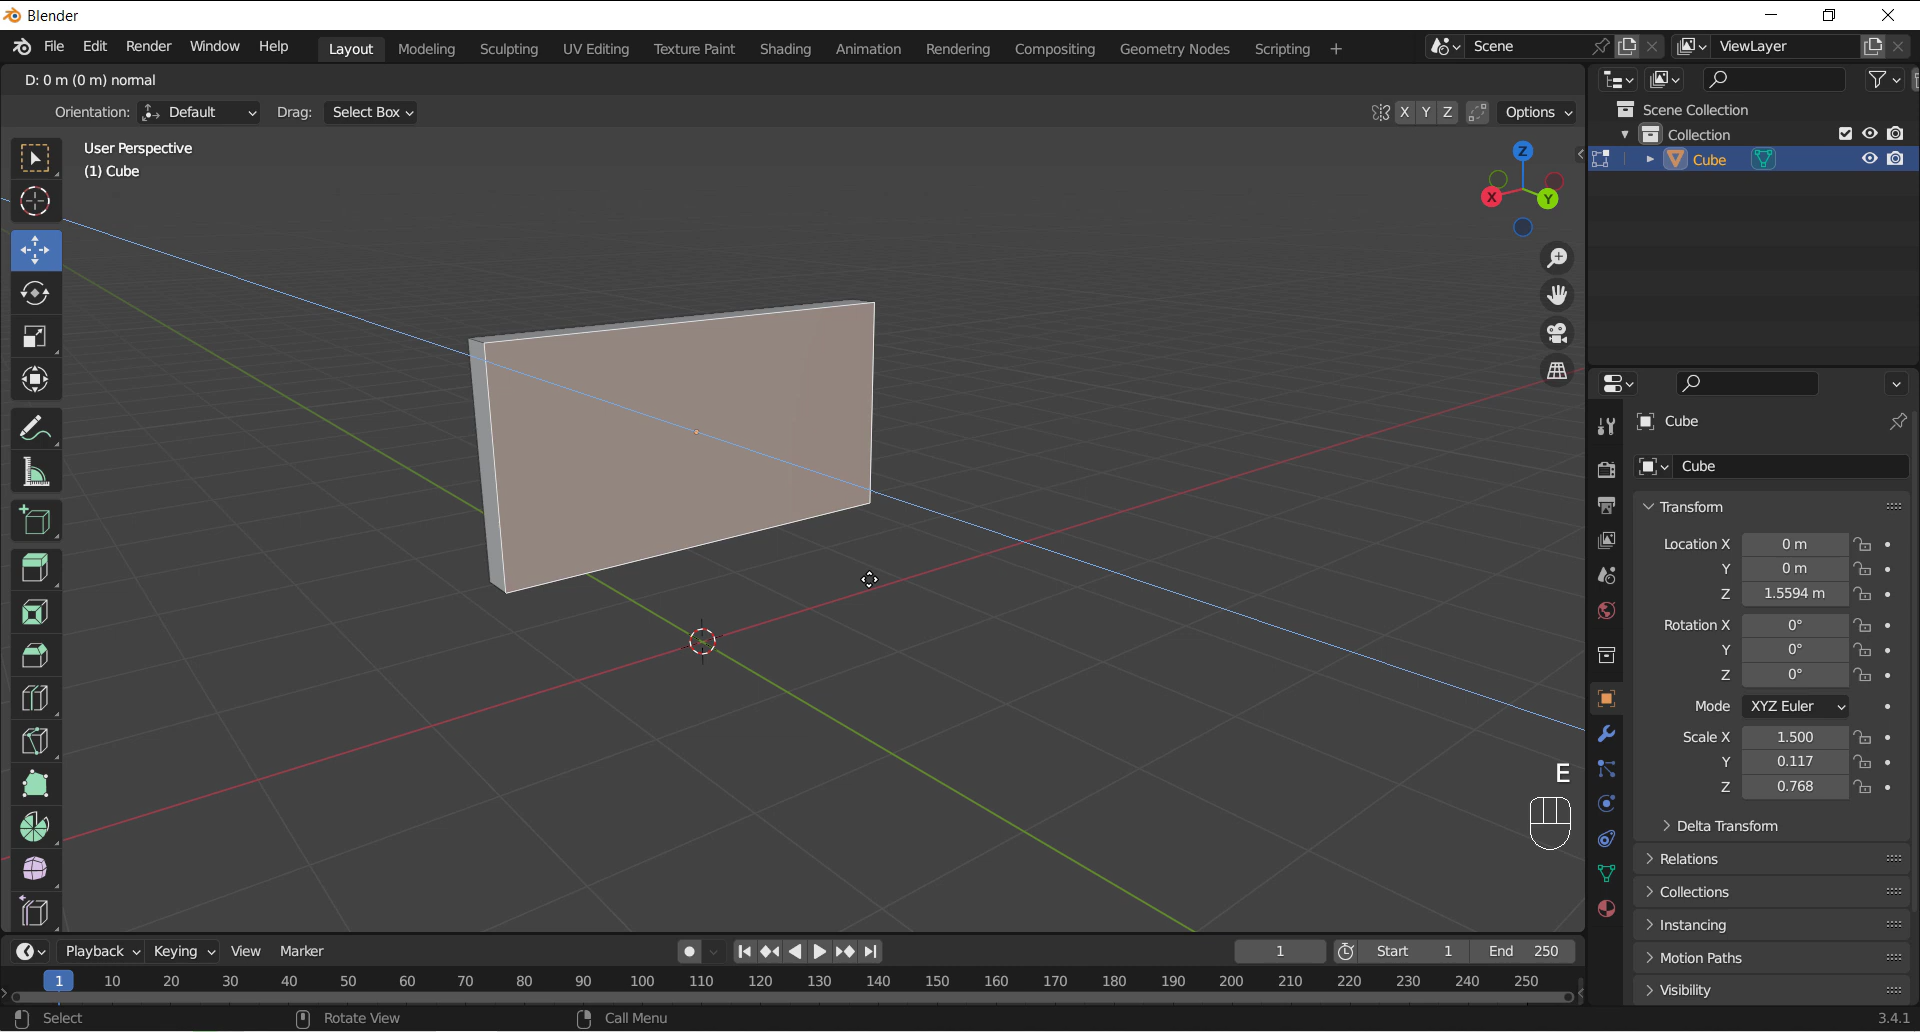 Blender
File Edit Render Window Help Layout Modeling Sculpting UV Editing Texture Paint Shading Animation Rendering Compositing Geometry Nodes Scripting + Scene ViewLayer
D: 0 m (0 m) normal
Orientation: Default Drag: Select Box X Y Z Options
User Perspective
(1) Cube
Z
X
Y
E
Scene Collection
Collection
Cube
Cube
Cube
Transform
Location X 0 m
Y 0 m
Z 1.5594 m
Rotation X 0°
Y 0°
Z 0°
Mode XYZ Euler
Scale X 1.500
Y 0.117
Z 0.768
Delta Transform
Relations
Collections
Instancing
Motion Paths
Visibility
Playback Keying View Marker 1 Start 1 End 250
1 10 20 30 40 50 60 70 80 90 100 110 120 130 140 150 160 170 180 190 200 210 220 230 240 250
Select Rotate View Call Menu 3.4.1